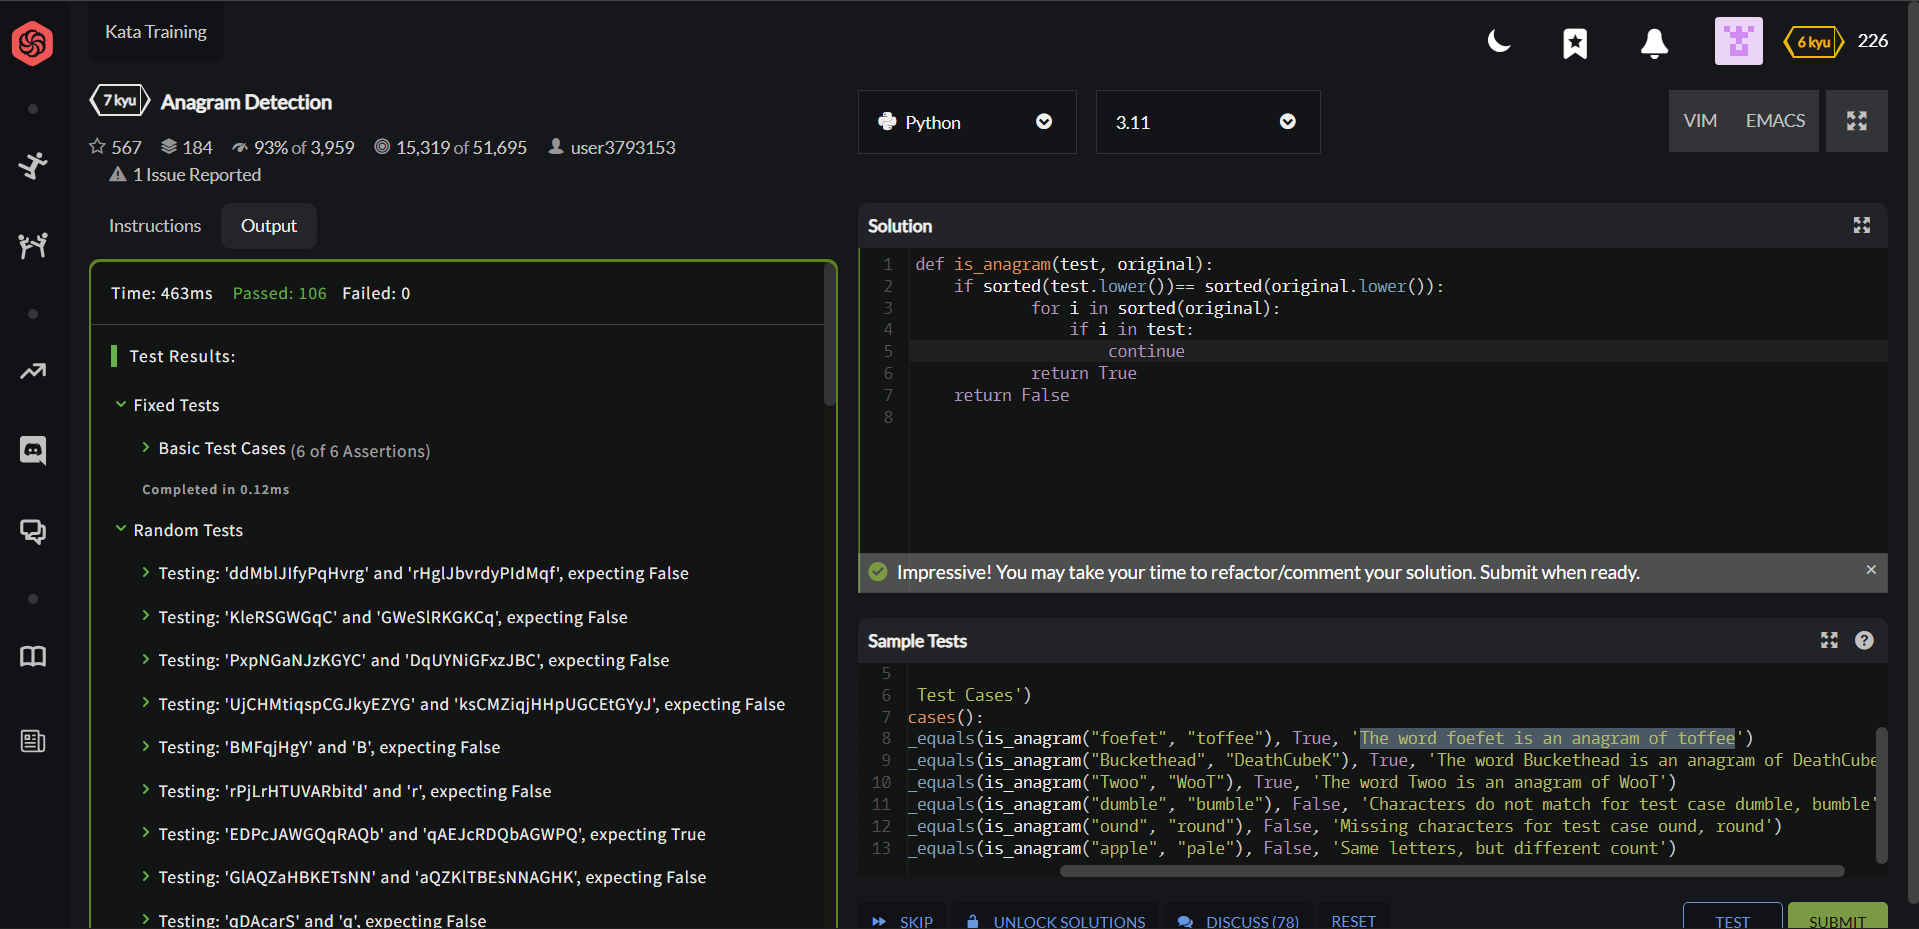 Kata Training
6 kyu 226
7 kyu Anagram Detection
567 184 93% of 3,959 15,319 of 51,695 user3793153
1 Issue Reported
Instructions Output
Time: 463ms Passed: 106 Failed: 0
Test Results:
Fixed Tests
Basic Test Cases (6 of 6 Assertions)
Completed in 0.12ms
Random Tests
Testing: 'ddMblJIfyPqHvrg' and 'rHglJbvrdyPIdMqf', expecting False
Testing: 'KleRSGWGqC' and 'GWeSlRKGKCq', expecting False
Testing: 'PxpNGaNJzKGYC' and 'DqUYNiGFxzJBC', expecting False
Testing: 'UjCHMtiqspCGJkyEZYG' and 'ksCMZiqjHHpUGCEtGYyJ', expecting False
Testing: 'BMFqjHgY' and 'B', expecting False
Testing: 'rPjLrHTUVARbitd' and 'r', expecting False
Testing: 'EDPcJAWGQqRAQb' and 'qAEJcRDQbAGWPQ', expecting True
Testing: 'GlAQZaHBKETsNN' and 'aQZKlTBEsNNAGHK', expecting False
Testing: 'qDAcarS' and 'q', expecting False
Python 3.11 VIM EMACS
Solution
1 def is_anagram(test, original):
2 if sorted(test.lower())== sorted(original.lower()):
3 for i in sorted(original):
4 if i in test:
5 continue
6 return True
7 return False
8
Impressive! You may take your time to refactor/comment your solution. Submit when ready. ×
Sample Tests ?
5
6 Test Cases')
7 cases():
8 _equals(is_anagram("foefet", "toffee"), True, 'The word foefet is an anagram of toffee')
9 _equals(is_anagram("Buckethead", "DeathCubeK"), True, 'The word Buckethead is an anagram of DeathCube
10 _equals(is_anagram("Twoo", "WooT"), True, 'The word Twoo is an anagram of WooT')
11 _equals(is_anagram("dumble", "bumble"), False, 'Characters do not match for test case dumble, bumble'
12 _equals(is_anagram("ound", "round"), False, 'Missing characters for test case ound, round')
13 _equals(is_anagram("apple", "pale"), False, 'Same letters, but different count')
SKIP UNLOCK SOLUTIONS DISCUSS (78) RESET TEST SUBMIT